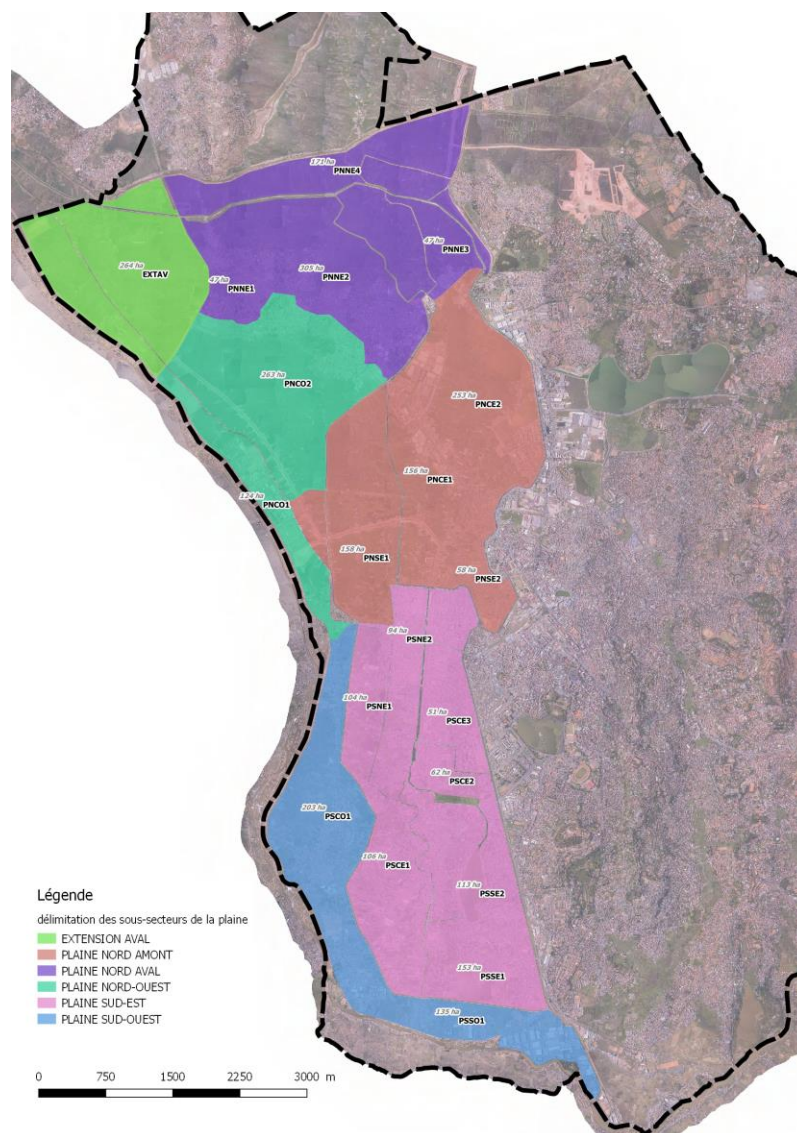 171 ha
PNNE4
47 ha
PNNE3
264 ha
EXTAV
305 ha
PNNE2
47 ha
PNNE1
263 ha
PNCO2
253 ha
PNCE2
156 ha
PNCE1
124 ha
PNCO1
158 ha
PNSE1
58 ha
PNSE2
94 ha
PSNE2
104 ha
PSNE1
51 ha
PSCE3
62 ha
PSCE2
203 ha
PSCO1
106 ha
PSCE1
113 ha
PSSE2
153 ha
PSSE1
135 ha
PSSO1
Légende
délimitation des sous-secteurs de la plaine
EXTENSION AVAL
PLAINE NORD AMONT
PLAINE NORD AVAL
PLAINE NORD-OUEST
PLAINE SUD-EST
PLAINE SUD-OUEST
0 750 1500 2250 3000 m